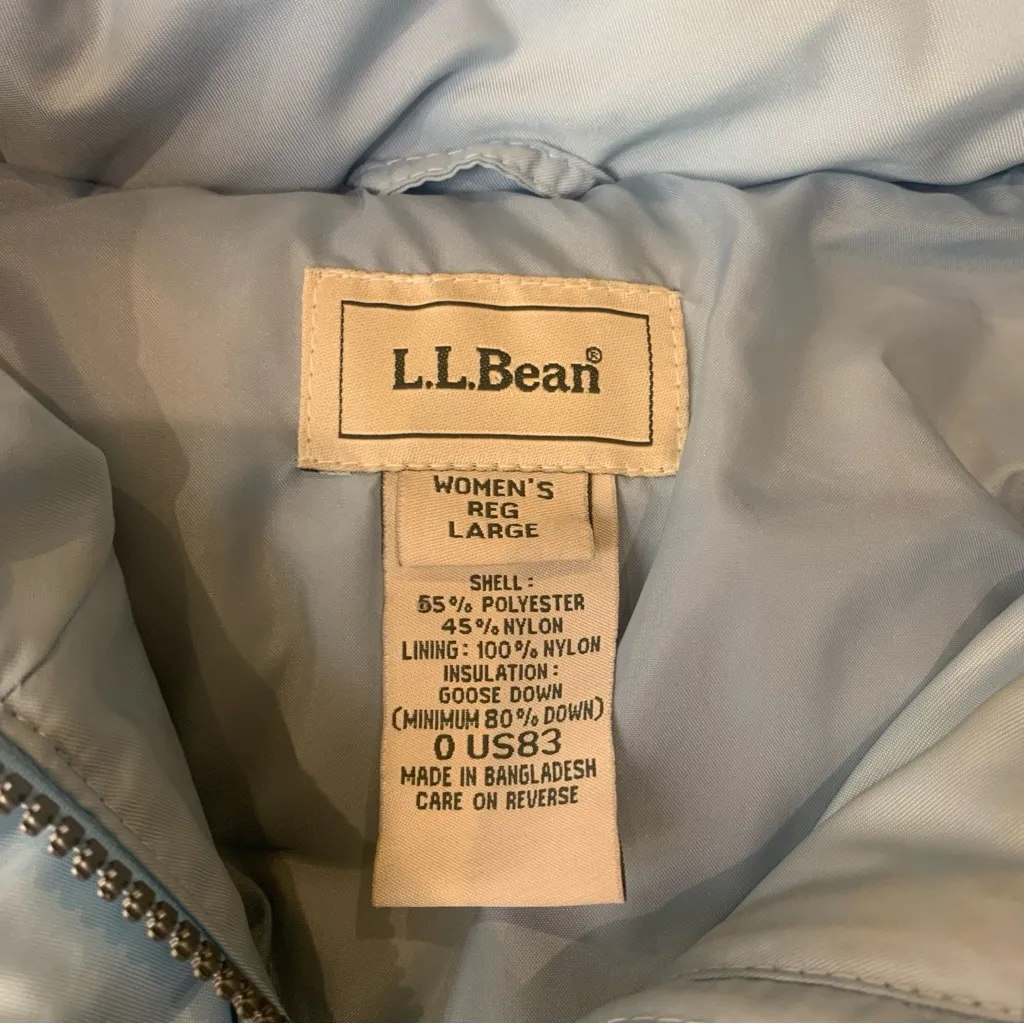 L.L.Bean®
WOMEN'S
REG
LARGE
SHELL:
55% POLYESTER
45% NYLON
LINING: 100% NYLON
INSULATION:
GOOSE DOWN
(MINIMUM 80% DOWN)
0 US83
MADE IN BANGLADESH
CARE ON REVERSE